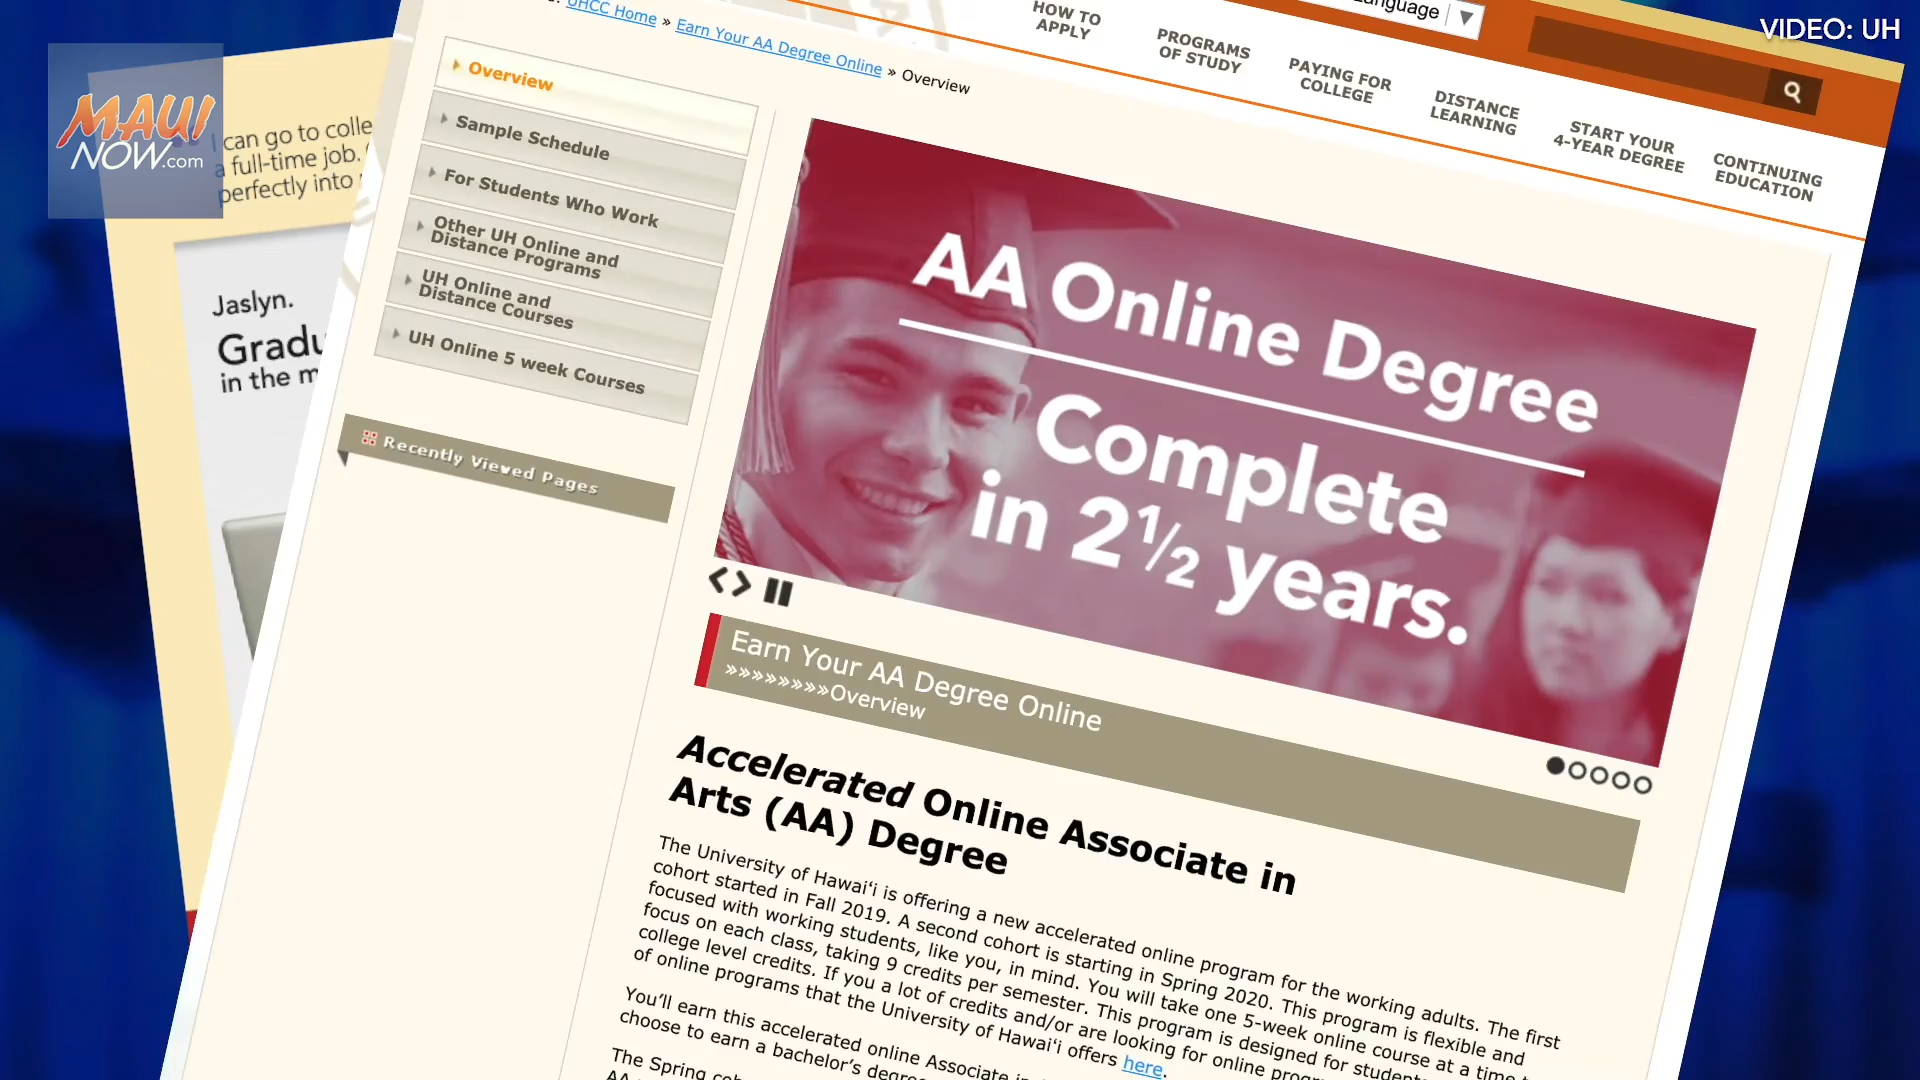 VIDEO: UH
MAUI
NOW.com
I can go to colle
a full-time job.
perfectly into
Jaslyn.
Gradu
in the m
UHCC Home » Earn Your AA Degree Online » Overview
HOW TO
APPLY
PROGRAMS
OF STUDY
PAYING FOR
COLLEGE
DISTANCE
LEARNING
START YOUR
4-YEAR DEGREE
CONTINUING
EDUCATION
Overview
Sample Schedule
For Students Who Work
Other UH Online and
Distance Programs
UH Online and
Distance Courses
UH Online 5 week Courses
Recently Viewed Pages
AA Online Degree
Complete
in 2½ years.
Earn Your AA Degree Online
»»»»»»»»Overview
Accelerated Online Associate in
Arts (AA) Degree
The University of Hawaiʻi is offering a new accelerated online program for the working adults. The first
cohort started in Fall 2019. A second cohort is starting in Spring 2020. This program is flexible and
focused with working students, like you, in mind. You will take one 5-week online course at a time
focus on each class, taking 9 credits per semester. This program is designed for
college level credits. If you a lot of credits and/or are looking for online
of online programs that the University of Hawaiʻi offers here.
You’ll earn this accelerated online Associate
choose to earn a bachelor’s
The Spring